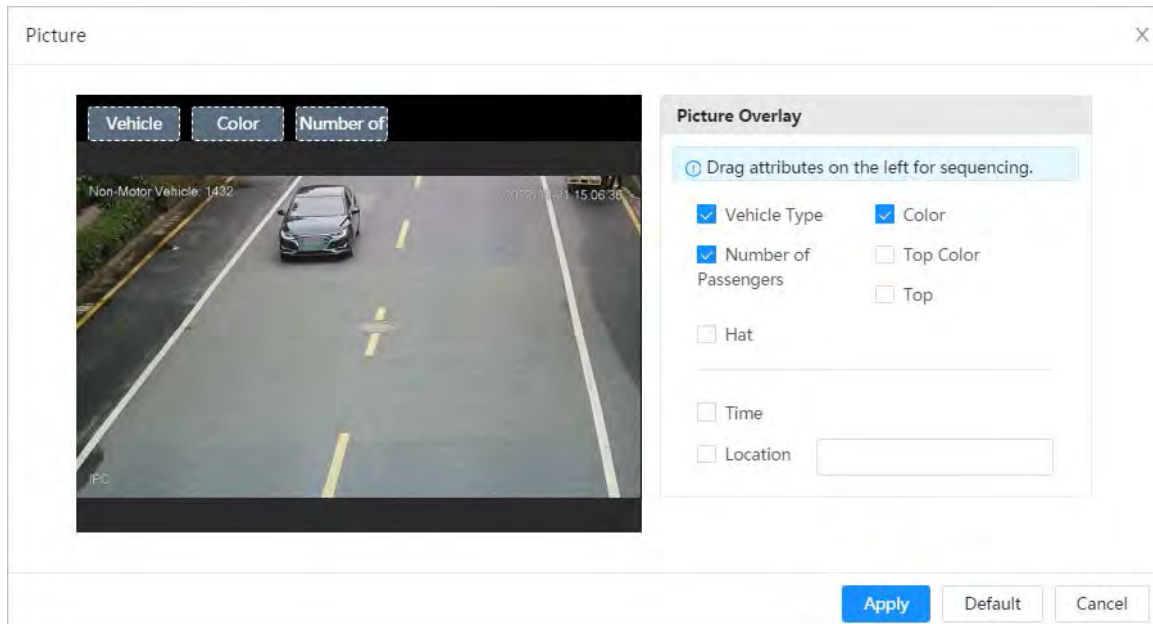 Picture
Vehicle
Color
Number of
Non-Motor Vehicle: 1432
15:06:36
IPC
Picture Overlay
Drag attributes on the left for sequencing.
Vehicle Type
Color
Number of
Passengers
Top Color
Top
Hat
Time
Location
Apply
Default
Cancel